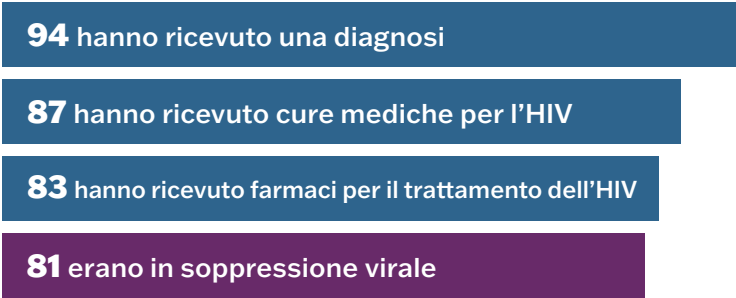 94 hanno ricevuto una diagnosi
87 hanno ricevuto cure mediche per l’HIV
83 hanno ricevuto farmaci per il trattamento dell’HIV
81 erano in soppressione virale